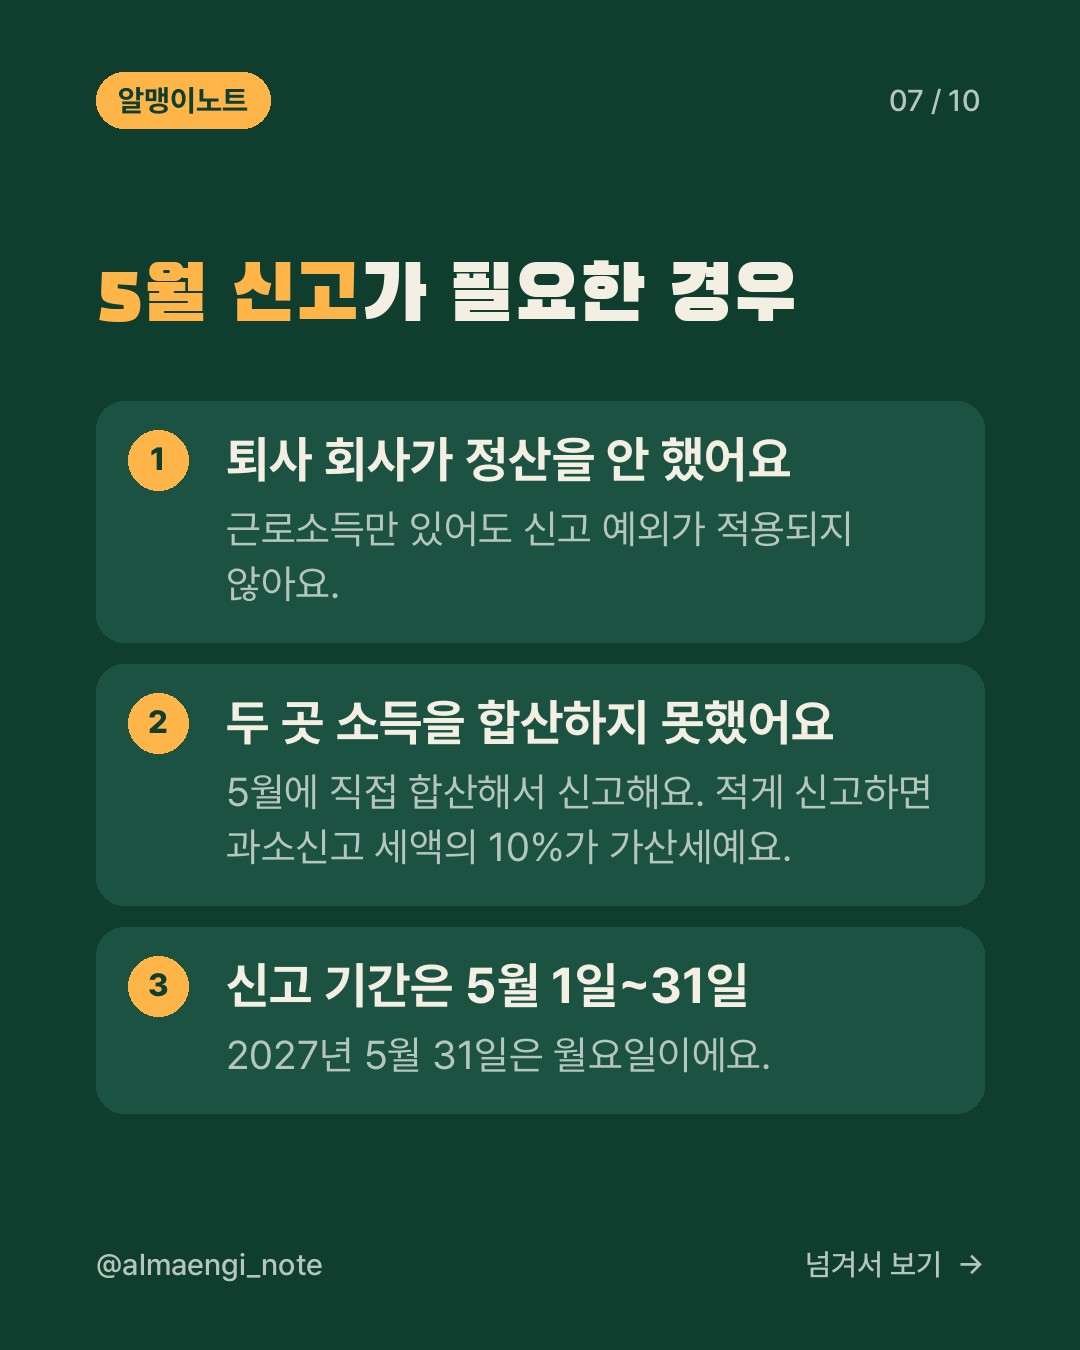 알맹이노트
07 / 10
5월 신고가 필요한 경우
1
퇴사 회사가 정산을 안 했어요
근로소득만 있어도 신고 예외가 적용되지
않아요.
2
두 곳 소득을 합산하지 못했어요
5월에 직접 합산해서 신고해요. 적게 신고하면
과소신고 세액의 10%가 가산세예요.
3
신고 기간은 5월 1일~31일
2027년 5월 31일은 월요일이에요.
@almaengi_note
넘겨서 보기 →